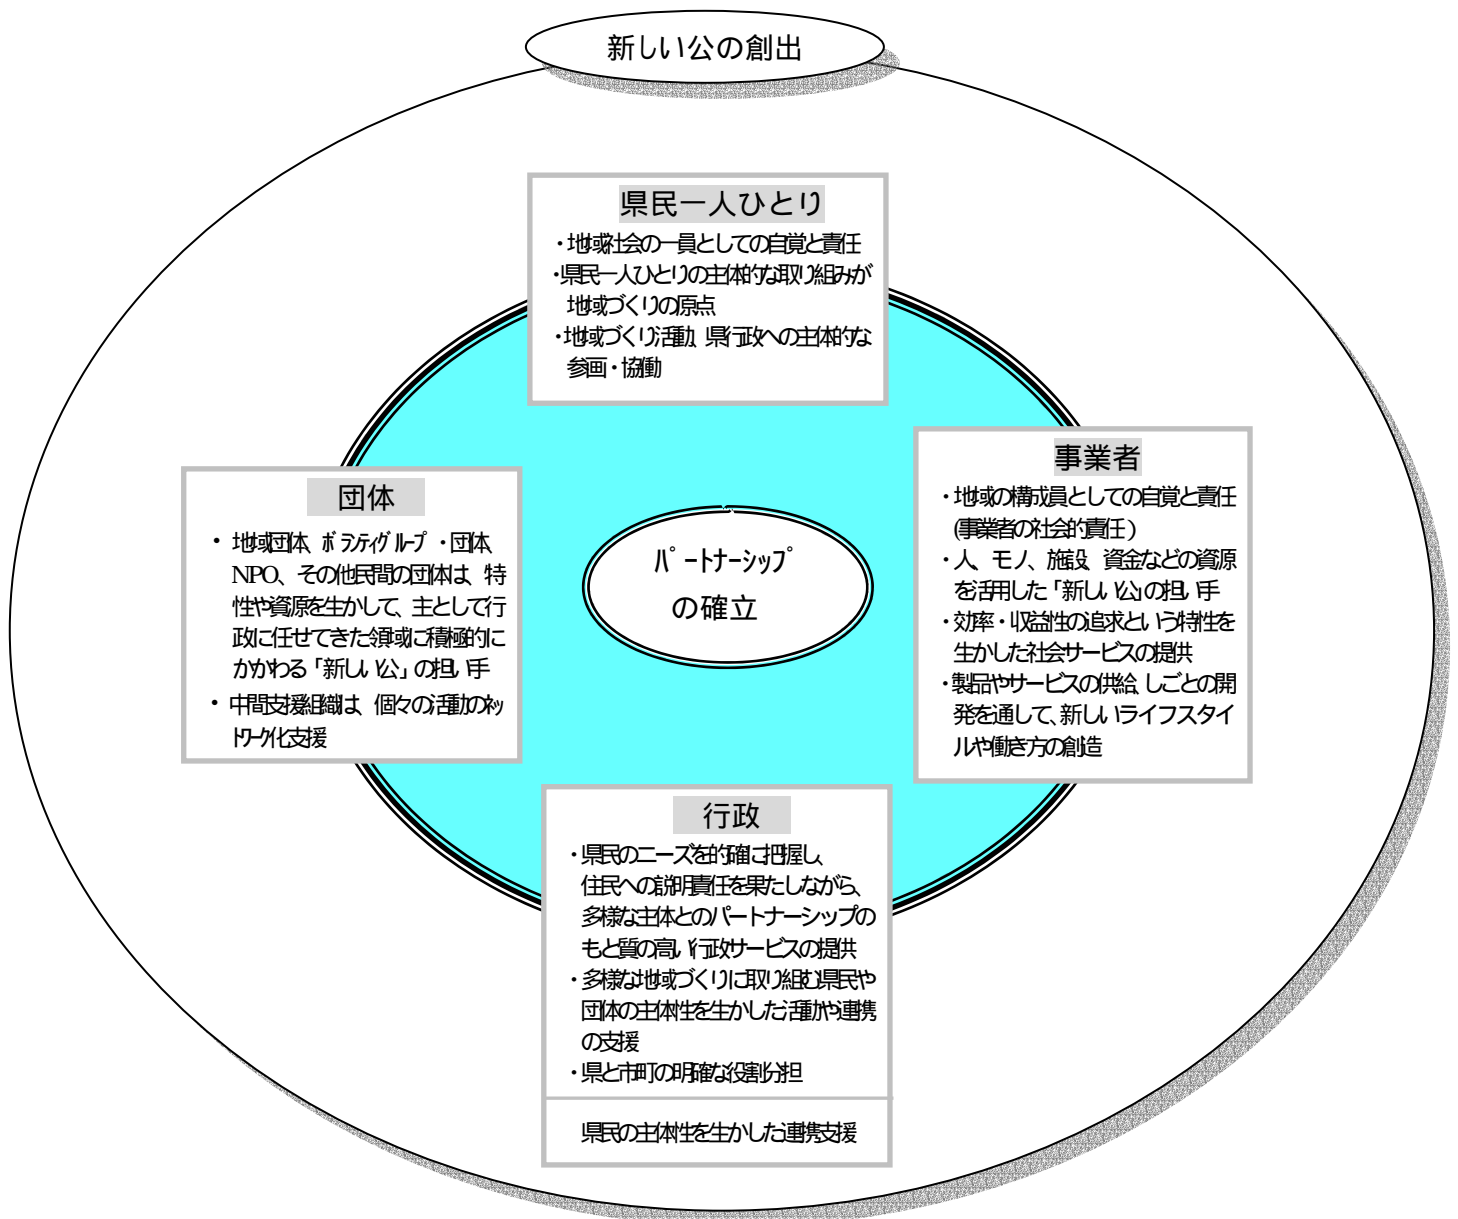 新しい公の創出
県民一人ひとり
・地域社会の一員としての自覚と責任
・県民一人ひとりの主体的な取り組みが
地域づくりの原点
・地域づくり活動、県行政への主体的な
参画・協働
事業者
・地域の構成員としての自覚と責任
(事業者の社会的責任)
・人、モノ、施設、資金などの資源
を活用した「新しい公」の担い手
・効率・収益性の追求という特性を
生かした社会サービスの提供
・製品やサービスの供給、しごとの開
発を通して、新しいライフスタイ
ルや働き方の創造
団体
・地域団体、ボランティアグループ・団体、
NPO、その他民間の団体は、特
性や資源を生かして、主として行
政に任せてきた領域に積極的に
かかわる「新しい公」の担い手
・中間支援組織は、個々の活動のネッ
トワーク化支援
パートナーシップ
の確立
行政
・県民のニーズを的確に把握し、
住民への説明責任を果たしながら、
多様な主体とのパートナーシップの
もと質の高い行政サービスの提供
・多様な地域づくりに取り組む県民や
団体の主体性を生かした活動や連携
の支援
・県と市町の明確な役割分担
県民の主体性を生かした連携支援